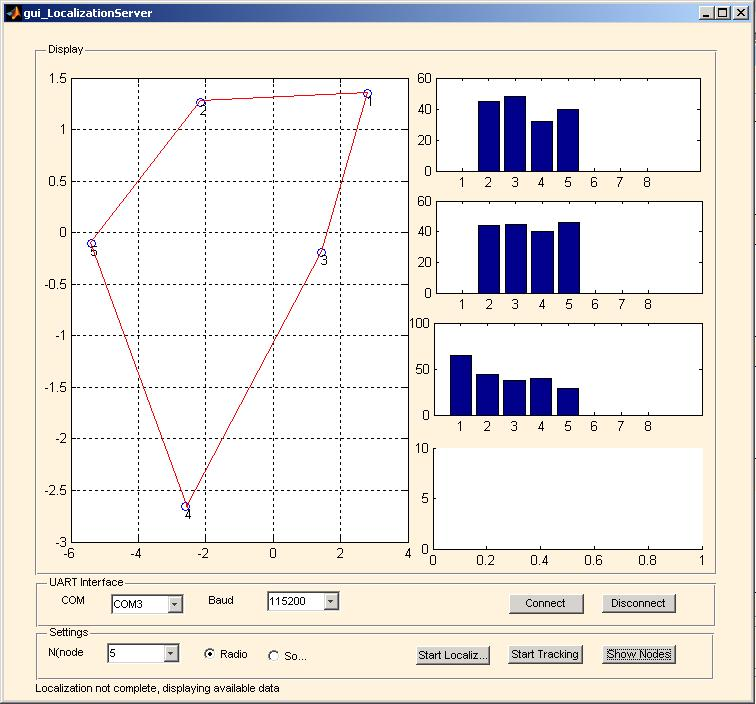 gui_LocalizationServer
Display
1.5
1
0.5
0
-0.5
-1
-1.5
-2
-2.5
-3
-6 -4 -2 0 2 4
1
2
3
4
5
60
40
20
0
1 2 3 4 5 6 7 8
60
40
20
0
1 2 3 4 5 6 7 8
100
50
0
1 2 3 4 5 6 7 8
10
5
0
0 0.2 0.4 0.6 0.8 1
UART Interface
COM COM3 Baud 115200 Connect Disconnect
Settings
N(node 5 Radio So... Start Localiz... Start Tracking Show Nodes
Localization not complete, displaying available data